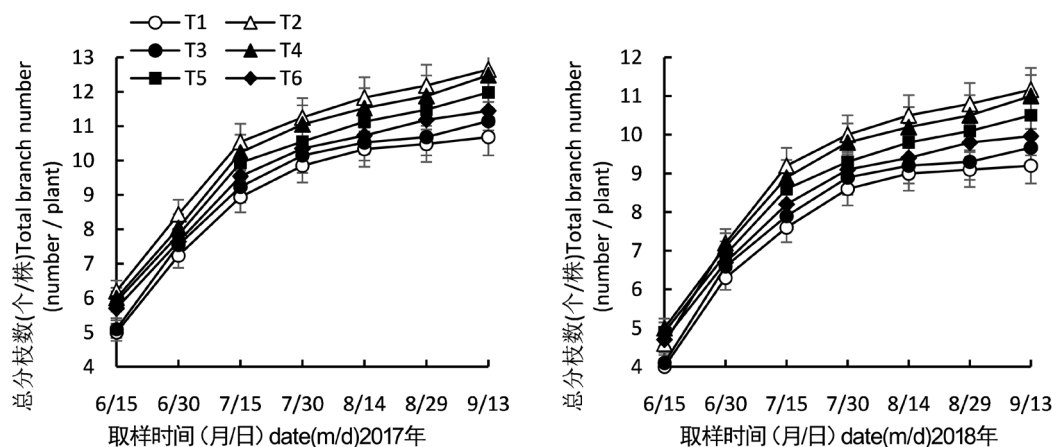 T1 T2
T3 T4
T5 T6
总分枝数(个/株)Total branch number
(number / plant)
13
12
11
10
9
8
7
6
5
4
6/15 6/30 7/15 7/30 8/14 8/29 9/13
取样时间（月/日）date(m/d)2017年
总分枝数(个/株)Total branch number
(number / plant)
12
11
10
9
8
7
6
5
4
6/15 6/30 7/15 7/30 8/14 8/29 9/13
取样时间（月/日）date(m/d)2018年